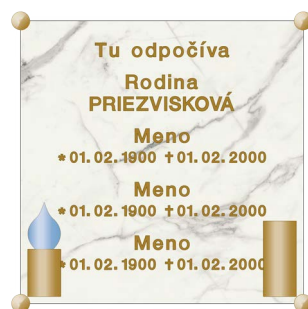 Tu odpočíva
Rodina
PRIEZVISKOVÁ
Meno
* 01. 02. 1900 † 01. 02. 2000
Meno
* 01. 02. 1900 † 01. 02. 2000
Meno
* 01. 02. 1900 † 01. 02. 2000